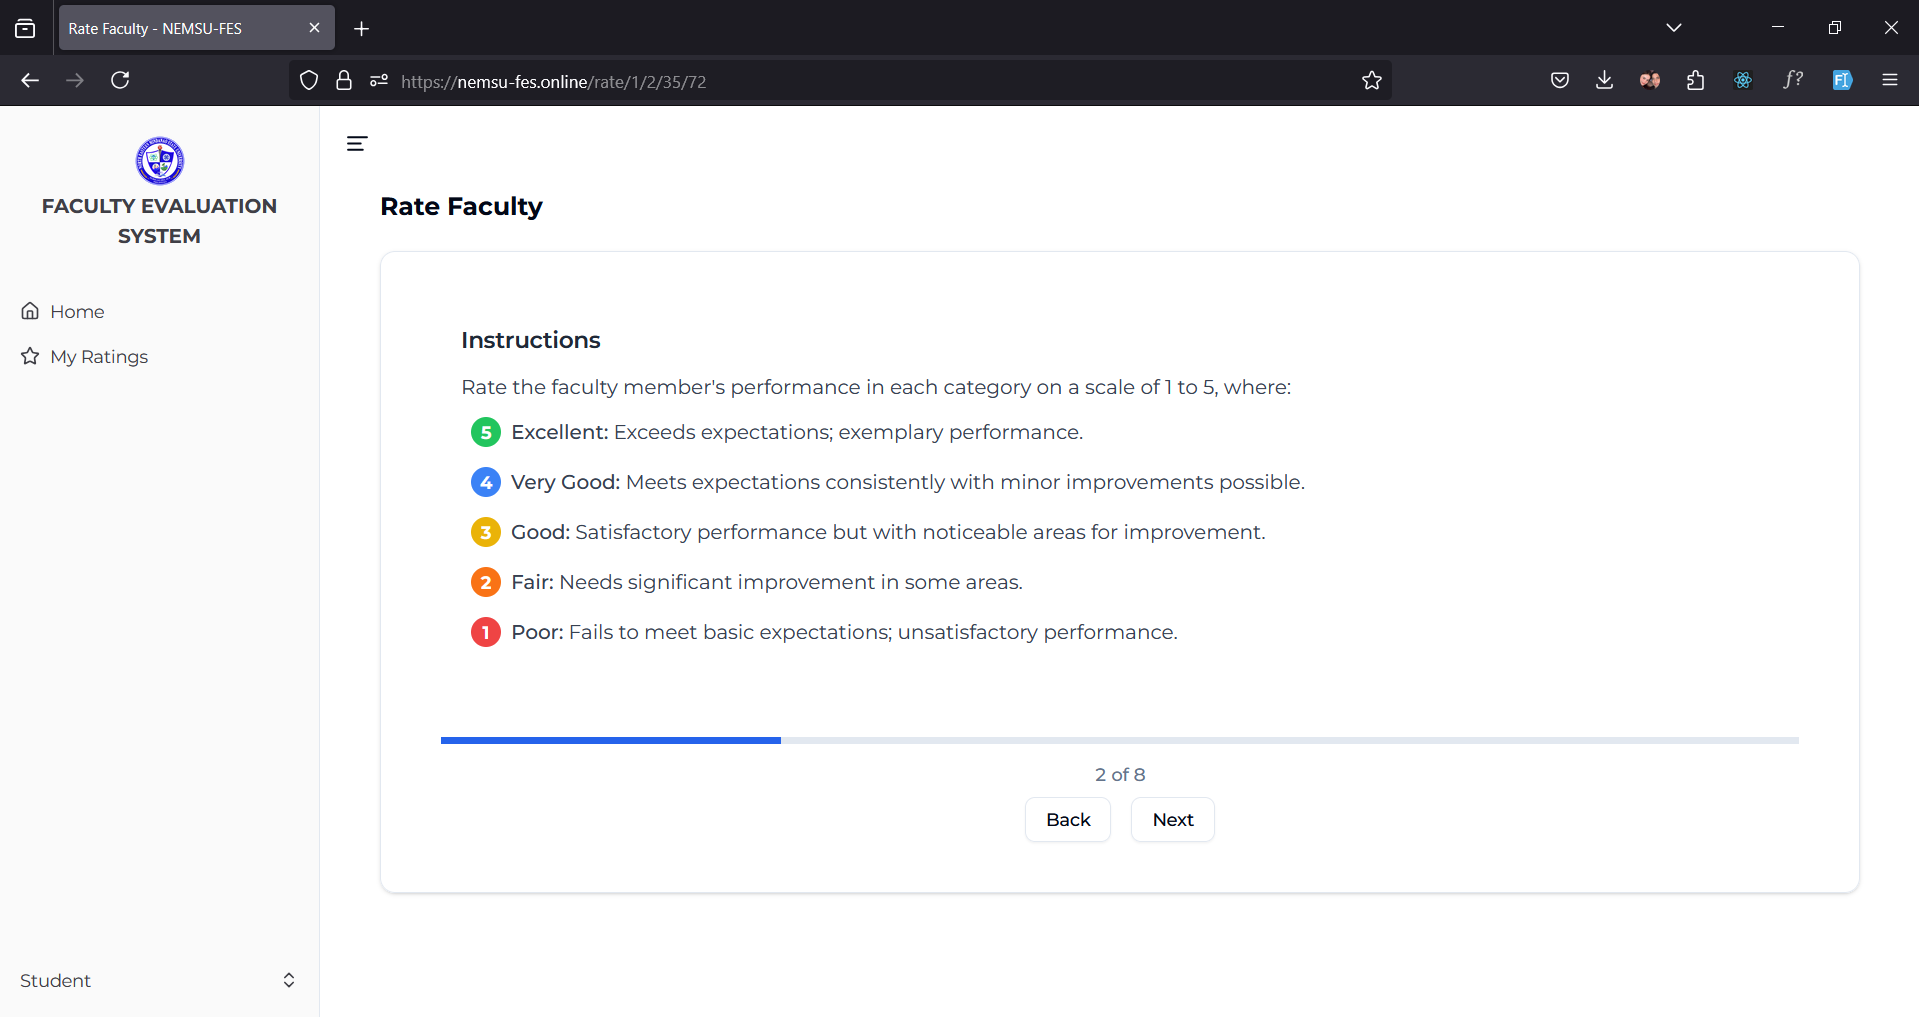 Rate Faculty - NEMSU-FES
https://nemsu-fes.online/rate/1/2/35/72
f?
FI
FACULTY EVALUATION
SYSTEM
Home
My Ratings
Student
Rate Faculty
Instructions
Rate the faculty member's performance in each category on a scale of 1 to 5, where:
5 Excellent: Exceeds expectations; exemplary performance.
4 Very Good: Meets expectations consistently with minor improvements possible.
3 Good: Satisfactory performance but with noticeable areas for improvement.
2 Fair: Needs significant improvement in some areas.
1 Poor: Fails to meet basic expectations; unsatisfactory performance.
2 of 8
Back Next